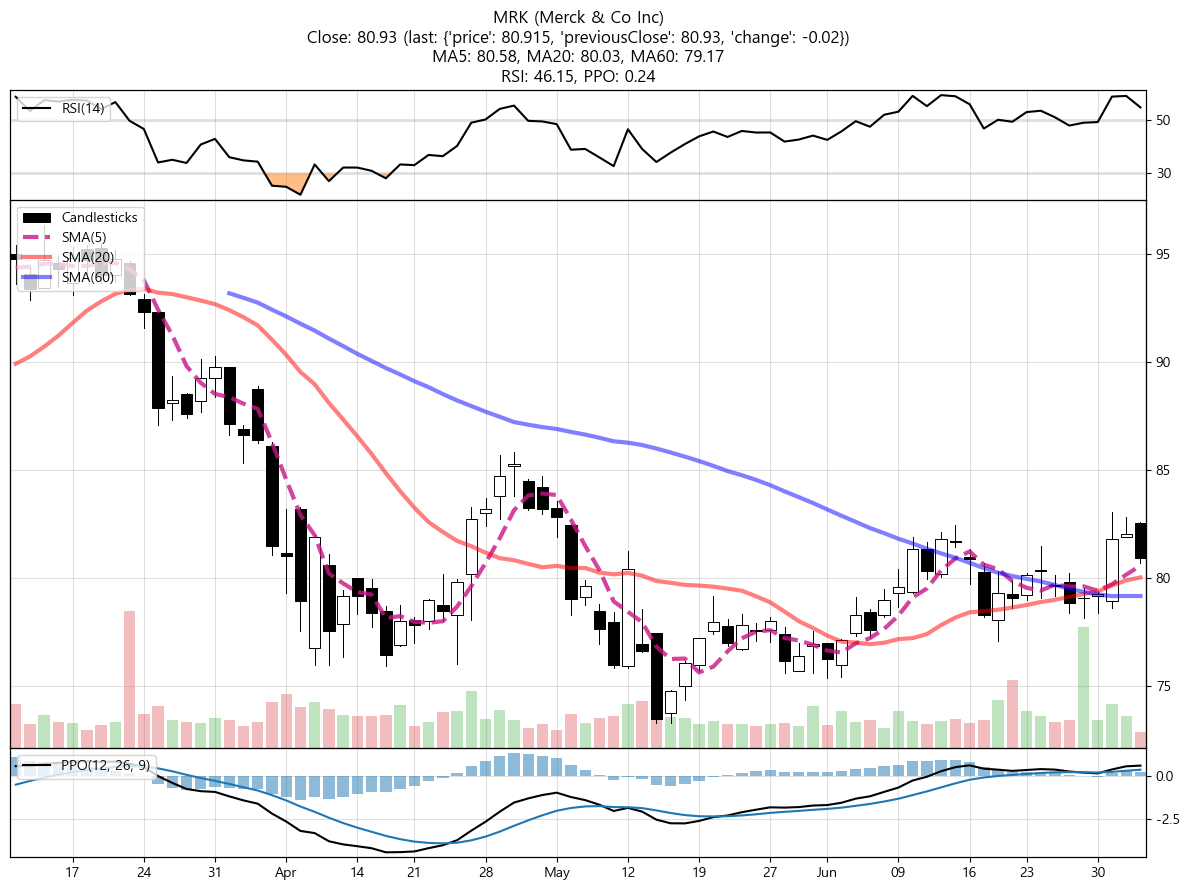 MRK (Merck & Co Inc)
Close: 80.93 (last: {'price': 80.915, 'previousClose': 80.93, 'change': -0.02})
MA5: 80.58, MA20: 80.03, MA60: 79.17
RSI: 46.15, PPO: 0.24
RSI(14)
50
30
Candlesticks
SMA(5)
SMA(20)
SMA(60)
95
90
85
80
75
PPO(12, 26, 9)
0.0
−2.5
17 24 31 Apr 14 21 28 May 12 19 27 Jun 09 16 23 30